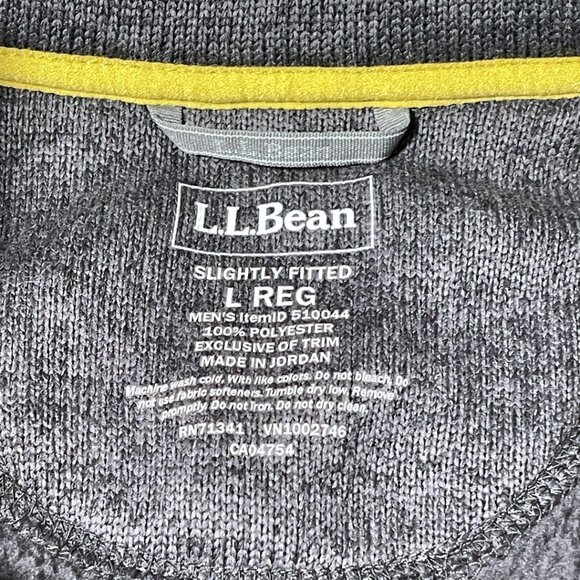 L.L.Bean
SLIGHTLY FITTED
L REG
MEN'S ItemID 510044
100% POLYESTER
EXCLUSIVE OF TRIM
MADE IN JORDAN
Machine wash cold. With like colors. Do not bleach. Do
not use fabric softeners. Tumble dry low. Remove
promptly. Do not iron. Do not dry clean.
RN71341 VN1002746
CA04754